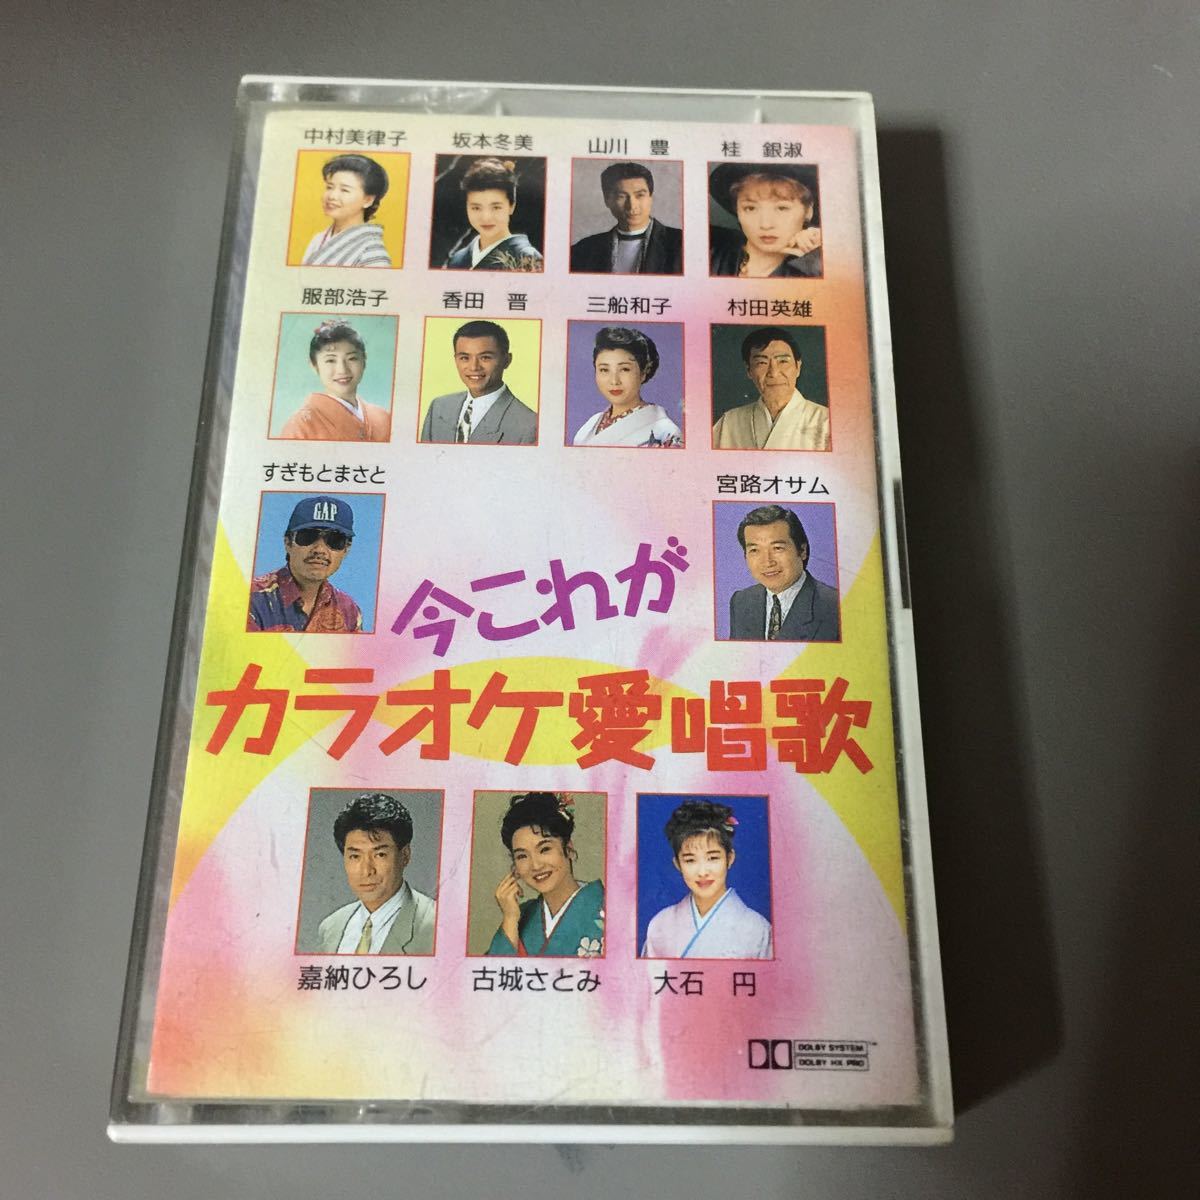 中村美律子 坂本冬美 山川 豊 桂 銀淑
服部浩子 香田 晋 三船和子 村田英雄
すぎもとまさと 宮路オサム
GAP
今これが
カラオケ愛唱歌
嘉納ひろし 古城さとみ 大石 円
DOLBY SYSTEM™
DOLBY HX PRO